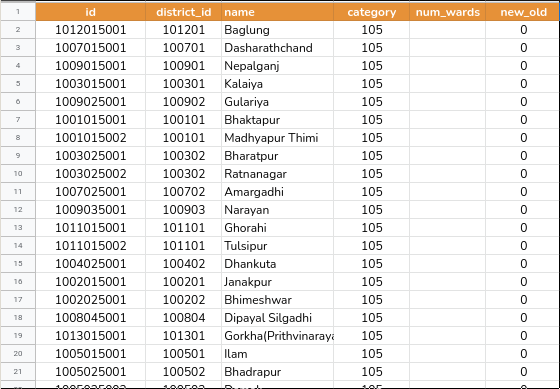 1 id district_id name category num_wards new_old
2 1012015001 101201 Baglung 105 0
3 1007015001 100701 Dasharathchand 105 0
4 1009015001 100901 Nepalganj 105 0
5 1003015001 100301 Kalaiya 105 0
6 1009025001 100902 Gulariya 105 0
7 1001015001 100101 Bhaktapur 105 0
8 1001015002 100101 Madhyapur Thimi 105 0
9 1003025001 100302 Bharatpur 105 0
10 1003025002 100302 Ratnanagar 105 0
11 1007025001 100702 Amargadhi 105 0
12 1009035001 100903 Narayan 105 0
13 1011015001 101101 Ghorahi 105 0
14 1011015002 101101 Tulsipur 105 0
15 1004025001 100402 Dhankuta 105 0
16 1002015001 100201 Janakpur 105 0
17 1002025001 100202 Bhimeshwar 105 0
18 1008045001 100804 Dipayal Silgadhi 105 0
19 1013015001 101301 Gorkha(Prithvinaraya 105 0
20 1005015001 100501 Ilam 105 0
21 1005025001 100502 Bhadrapur 105 0